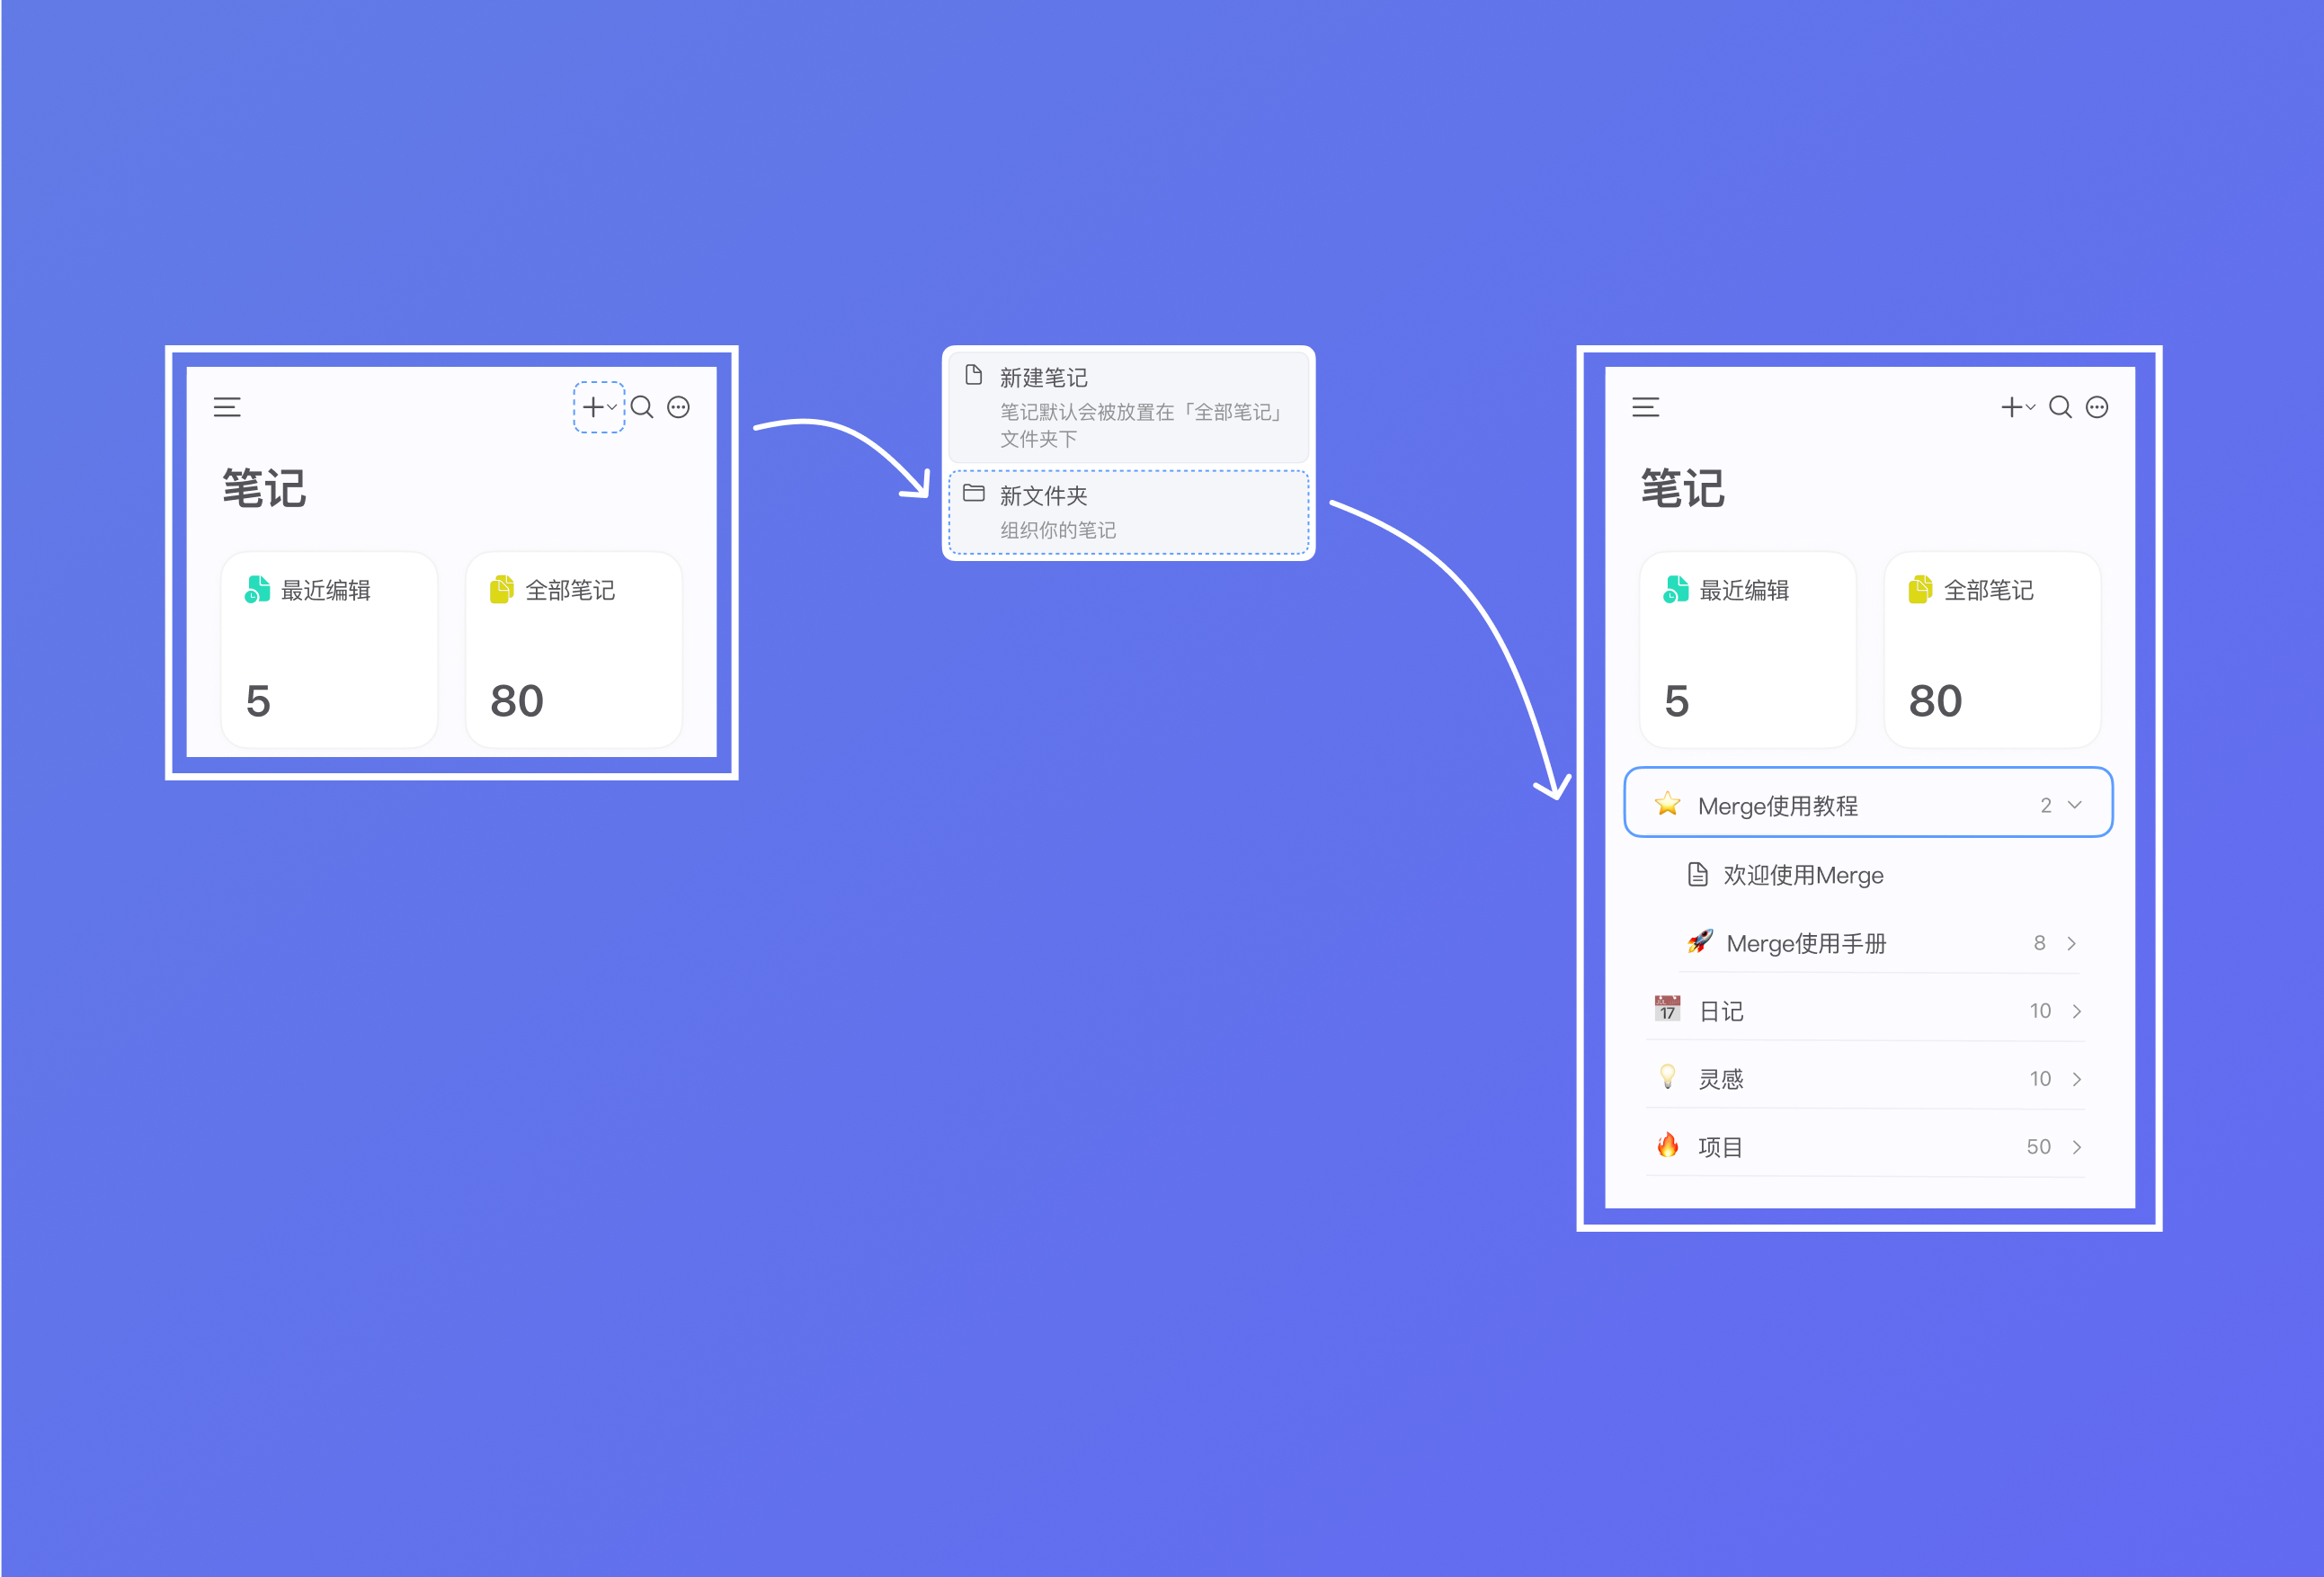 笔记
最近编辑
全部笔记
5
80
新建笔记
笔记默认会被放置在「全部笔记」
文件夹下
新文件夹
组织你的笔记
笔记
最近编辑
全部笔记
5
80
Merge使用教程 2
欢迎使用Merge
Merge使用手册 8
17 日记 10
灵感 10
项目 50